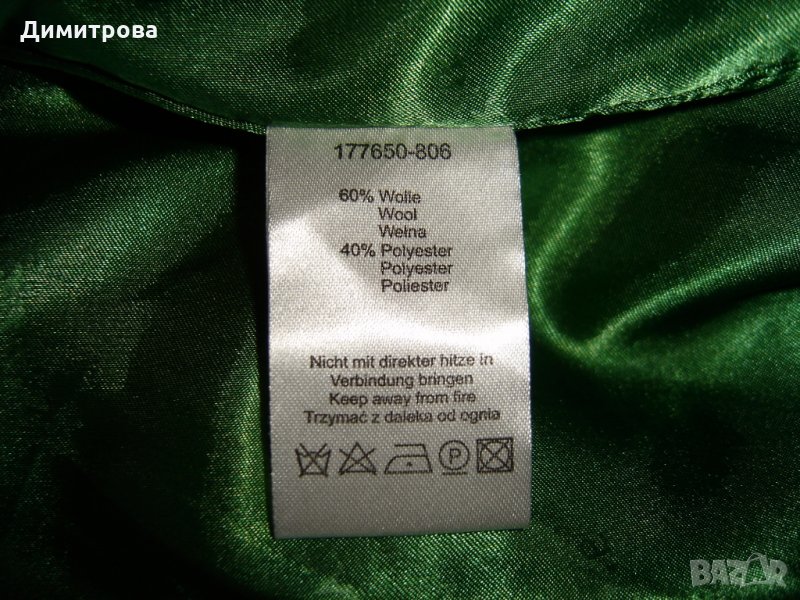 Димитрова
177650-806
60% Wolle
Wool
Wełna
40% Polyester
Polyester
Poliester
Nicht mit direkter hitze in
Verbindung bringen
Keep away from fire
Trzymać z daleka od ognia
P
BAZAR